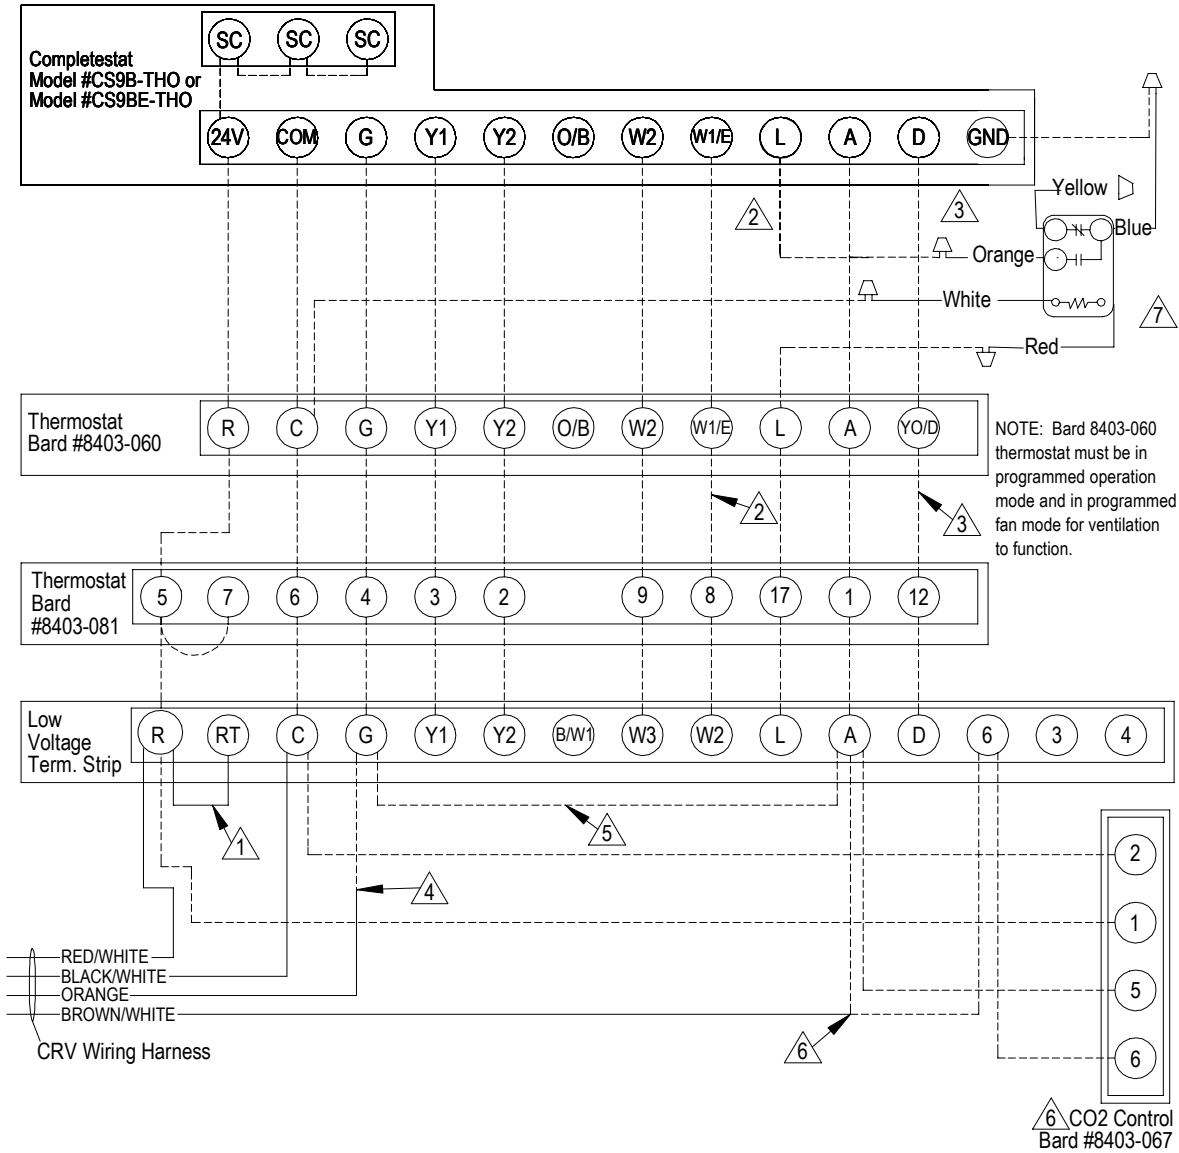 SC SC SC
Completestat
Model #CS9B-THO or
Model #CS9BE-THO
24V COM G Y1 Y2 O/B W2 W1/E L A D GND
Yellow
2 3
Blue
Orange
White
7
Red
Thermostat
Bard #8403-060
R C G Y1 Y2 O/B W2 W1/E L A YO/D
NOTE: Bard 8403-060
thermostat must be in
programmed operation
mode and in programmed
fan mode for ventilation
to function.
2 3
Thermostat
Bard
#8403-081
5 7 6 4 3 2 9 8 17 1 12
Low
Voltage
Term. Strip
R RT C G Y1 Y2 B/W1 W3 W2 L A D 6 3 4
1
5
2
4
1
RED/WHITE
BLACK/WHITE
ORANGE
BROWN/WHITE
5
CRV Wiring Harness
6
6
6 CO2 Control
Bard #8403-067